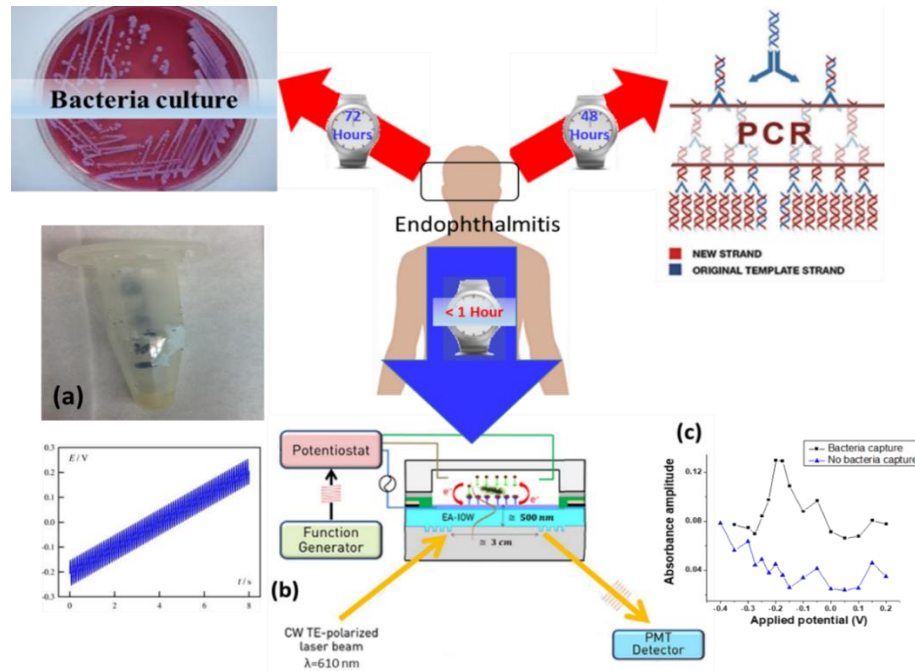 Bacteria culture
72
Hours
48
Hours
PCR
Endophthalmitis
NEW STRAND
ORIGINAL TEMPLATE STRAND
< 1 Hour
(a)
E/V
0.3
0.2
0.1
0.0
-0.1
-0.2
-0.3
0
2
4
6
8
t/s
(b)
Potentiostat
Function
Generator
e⁻
e⁻
EA-IOW
≅ 500 nm
≅ 3 cm
CW TE-polarized
laser beam
λ=610 nm
PMT
Detector
(c)
Bacteria capture
No bacteria capture
Absorbance amplitude
0.12
0.08
0.04
-0.4
-0.3
-0.2
-0.1
0.0
0.1
0.2
Applied potential (V)